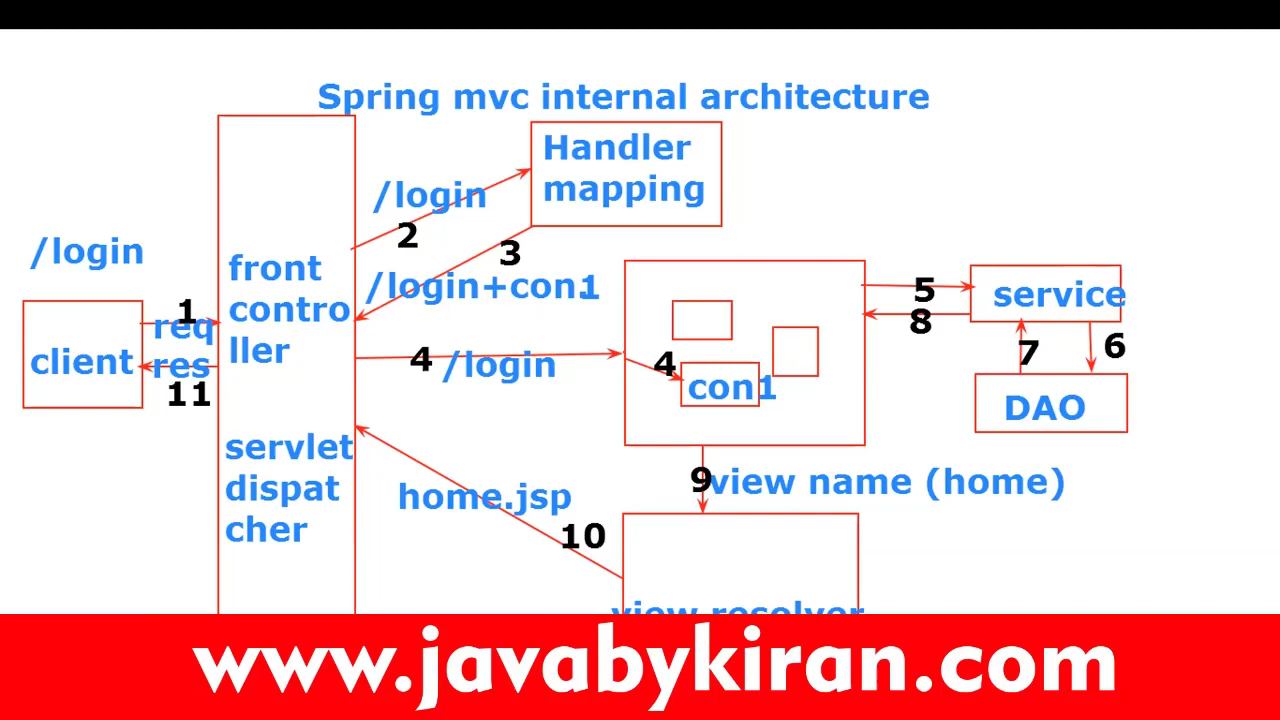 Spring mvc internal architecture
Handler
mapping
/login
2
3
/login+con1
/login
client
1
req
res
11
front
contro
ller
servlet
dispat
cher
4
/login
4
con1
5
8
service
7
6
DAO
9
view name (home)
home.jsp
10
view resolver
www.javabykiran.com